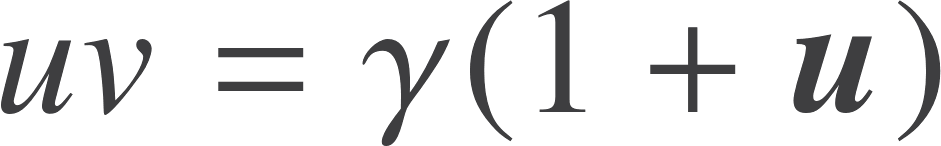 uv = γ(1 + u)